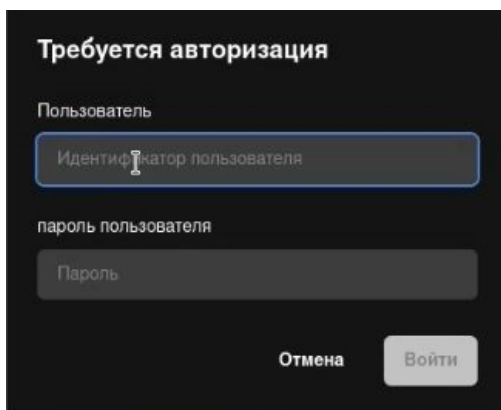 Требуется авторизация
Пользователь
Идентификатор пользователя
пароль пользователя
Пароль
Отмена Войти